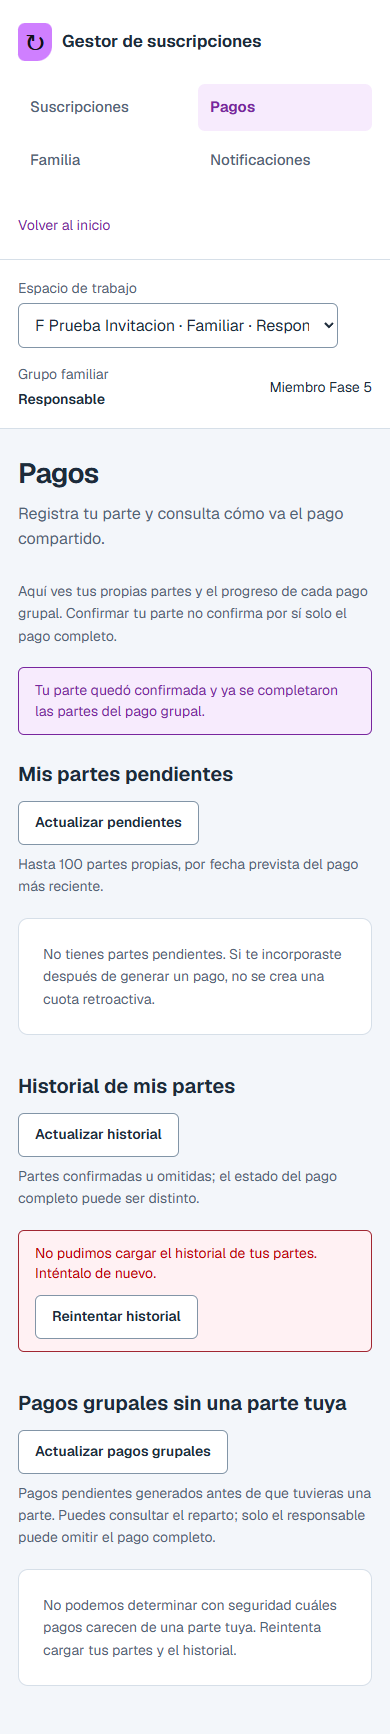 Gestor de suscripciones
Suscripciones
Pagos
Familia
Notificaciones
Volver al inicio
Espacio de trabajo
F Prueba Invitacion · Familiar · Respon
Grupo familiar
Responsable
Miembro Fase 5
Pagos
Registra tu parte y consulta cómo va el pago
compartido.
Aquí ves tus propias partes y el progreso de cada pago
grupal. Confirmar tu parte no confirma por sí solo el
pago completo.
Tu parte quedó confirmada y ya se completaron
las partes del pago grupal.
Mis partes pendientes
Actualizar pendientes
Hasta 100 partes propias, por fecha prevista del pago
más reciente.
No tienes partes pendientes. Si te incorporaste
después de generar un pago, no se crea una
cuota retroactiva.
Historial de mis partes
Actualizar historial
Partes confirmadas u omitidas; el estado del pago
completo puede ser distinto.
No pudimos cargar el historial de tus partes.
Inténtalo de nuevo.
Reintentar historial
Pagos grupales sin una parte tuya
Actualizar pagos grupales
Pagos pendientes generados antes de que tuvieras una
parte. Puedes consultar el reparto; solo el responsable
puede omitir el pago completo.
No podemos determinar con seguridad cuáles
pagos carecen de una parte tuya. Reintenta
cargar tus partes y el historial.